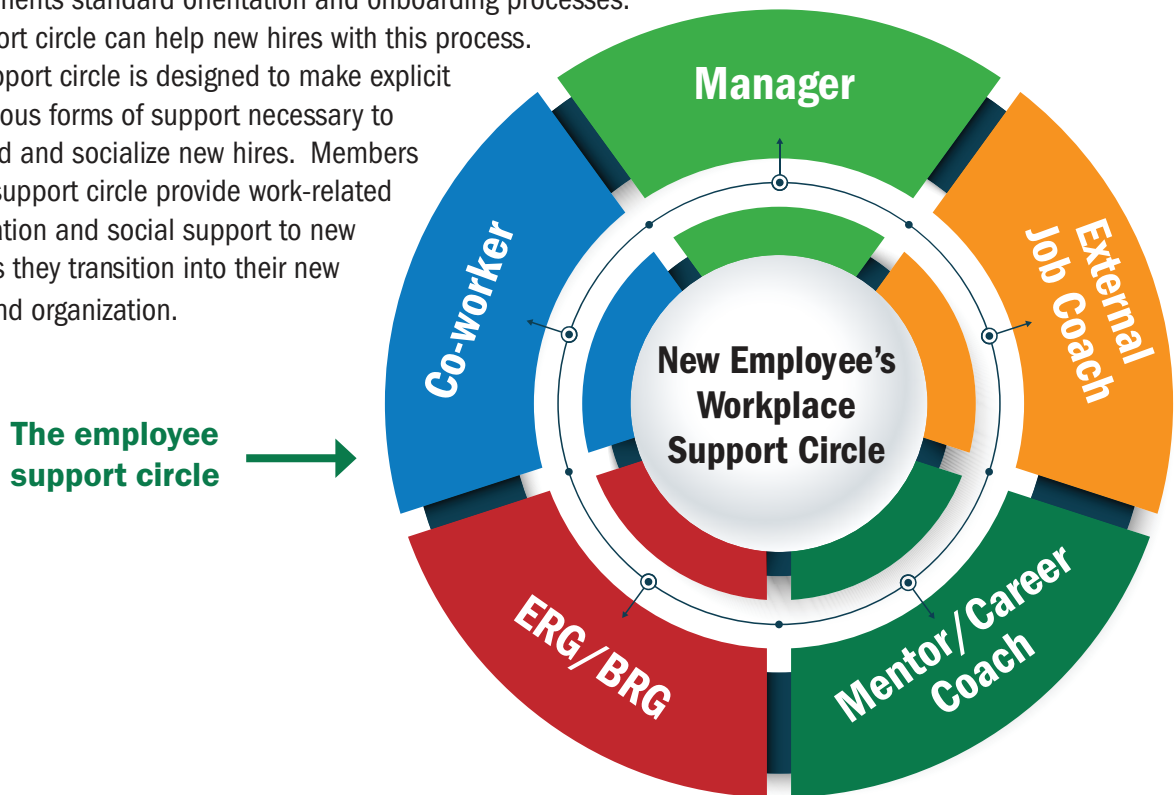 ments standard orientation and onboarding processes.
ort circle can help new hires with this process.
pport circle is designed to make explicit
ous forms of support necessary to
d and socialize new hires. Members
support circle provide work-related
ation and social support to new
s they transition into their new
nd organization.
The employee
support circle
Manager
External
Job Coach
Mentor/Career
Coach
ERG/BRG
Co-worker
New Employee's
Workplace
Support Circle